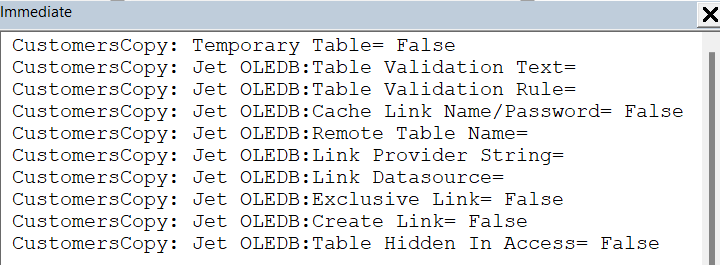 Immediate
CustomersCopy: Temporary Table= False
CustomersCopy: Jet OLEDB:Table Validation Text=
CustomersCopy: Jet OLEDB:Table Validation Rule=
CustomersCopy: Jet OLEDB:Cache Link Name/Password= False
CustomersCopy: Jet OLEDB:Remote Table Name=
CustomersCopy: Jet OLEDB:Link Provider String=
CustomersCopy: Jet OLEDB:Link Datasource=
CustomersCopy: Jet OLEDB:Exclusive Link= False
CustomersCopy: Jet OLEDB:Create Link= False
CustomersCopy: Jet OLEDB:Table Hidden In Access= False